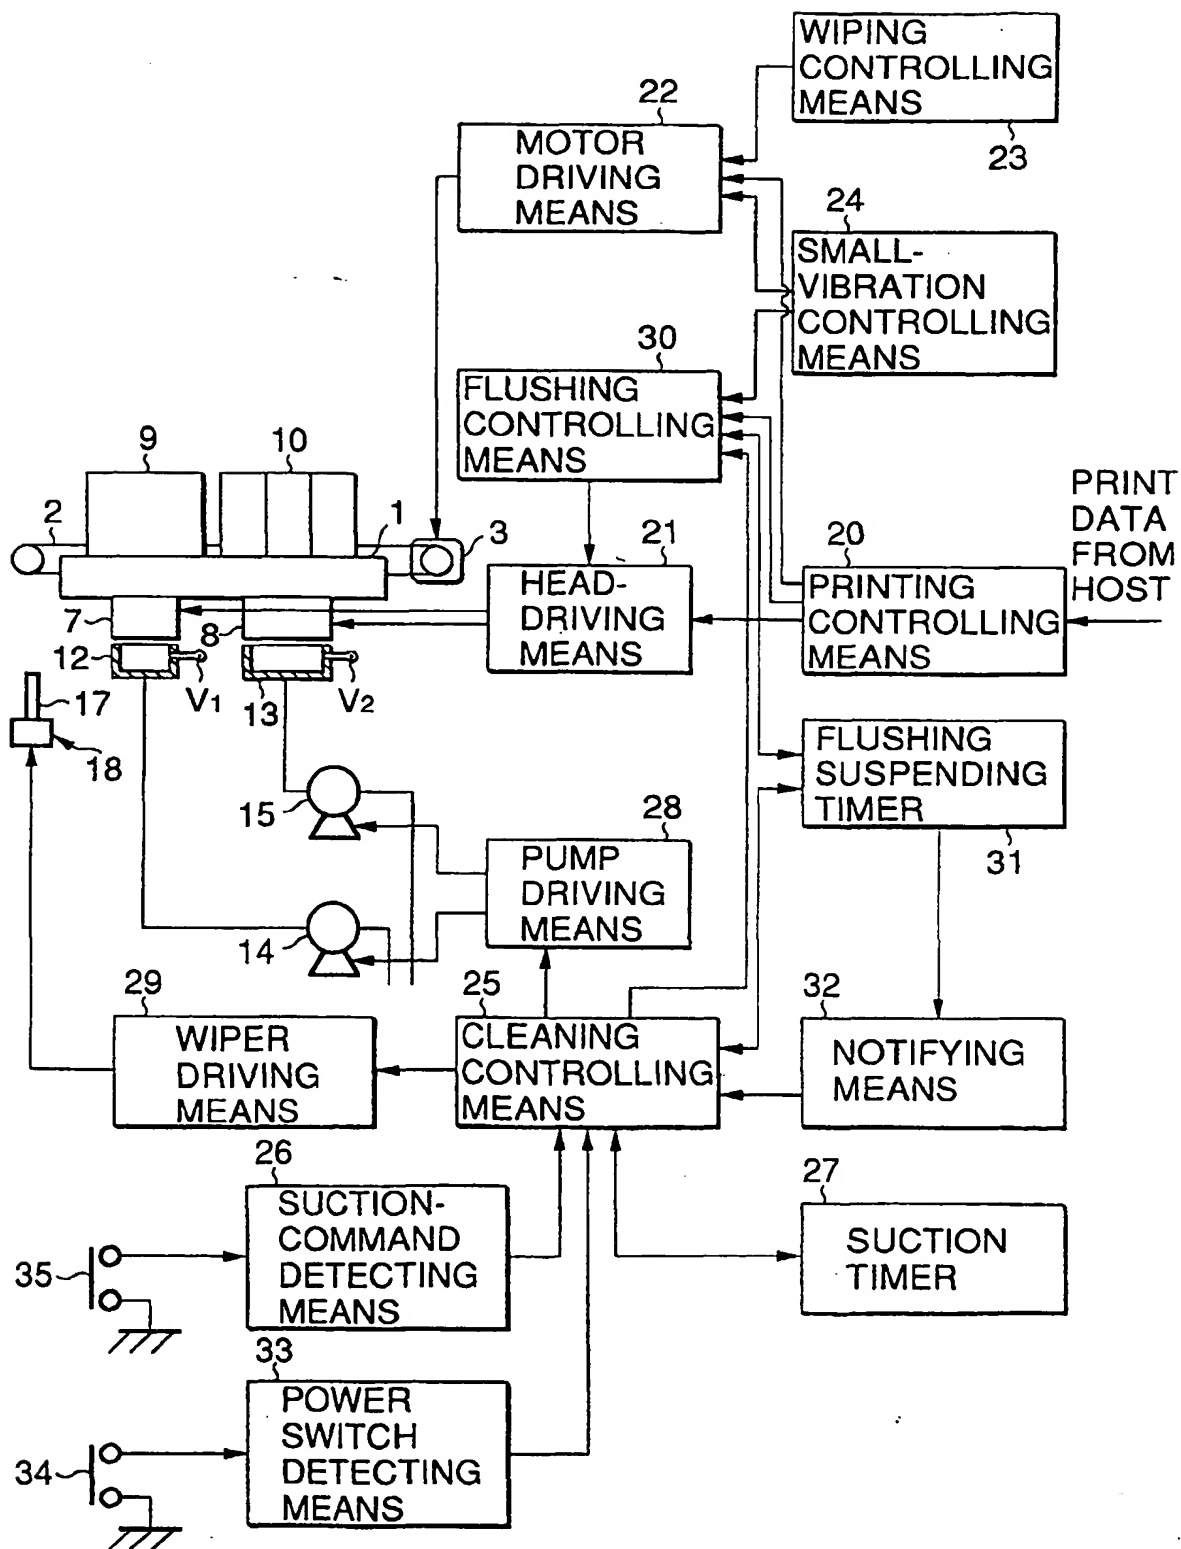 WIPING
CONTROLLING
MEANS
23
22
MOTOR
DRIVING
MEANS
24
SMALL-
VIBRATION
CONTROLLING
MEANS
30
FLUSHING
CONTROLLING
MEANS
9
10
2
1
3
PRINT
DATA
FROM
HOST
21
HEAD-
DRIVING
MEANS
20
PRINTING
CONTROLLING
MEANS
7
8
12
V1
13
V2
17
18
FLUSHING
SUSPENDING
TIMER
31
15
14
28
PUMP
DRIVING
MEANS
29
WIPER
DRIVING
MEANS
25
CLEANING
CONTROLLING
MEANS
32
NOTIFYING
MEANS
26
SUCTION-
COMMAND
DETECTING
MEANS
27
SUCTION
TIMER
35
33
POWER
SWITCH
DETECTING
MEANS
34